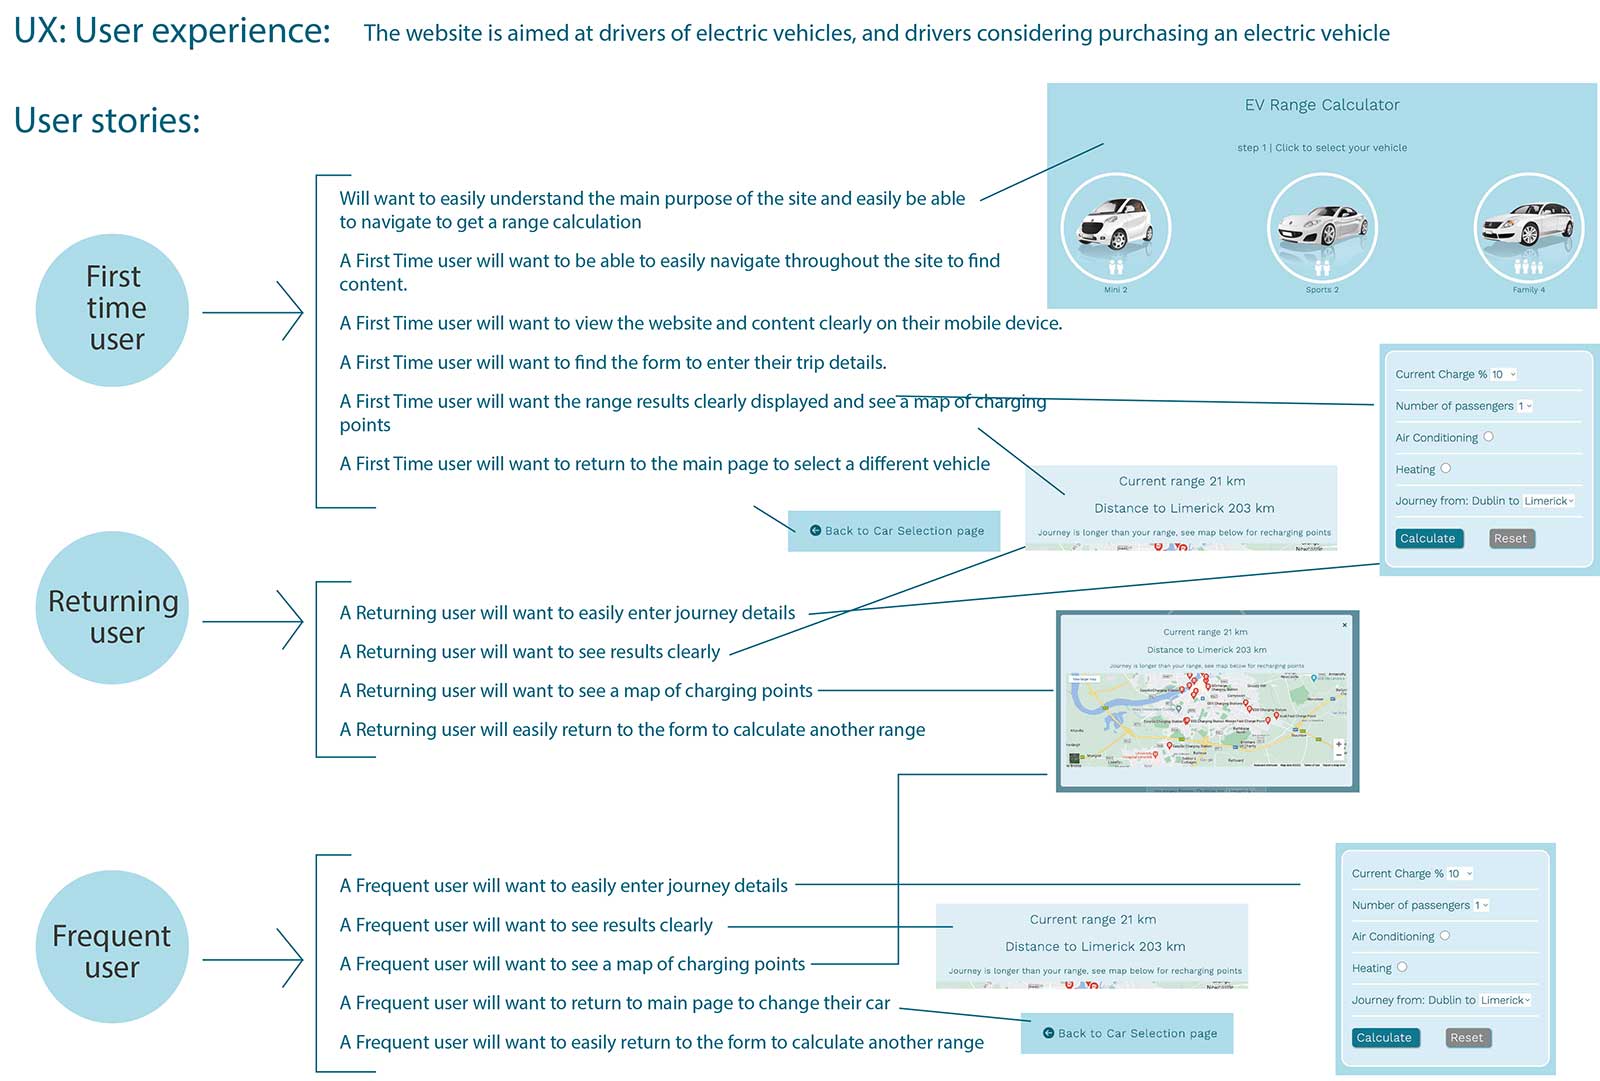 UX: User experience:
The website is aimed at drivers of electric vehicles, and drivers considering purchasing an electric vehicle
User stories:
First
time
user
Will want to easily understand the main purpose of the site and easily be able
to navigate to get a range calculation
A First Time user will want to be able to easily navigate throughout the site to find
content.
A First Time user will want to view the website and content clearly on their mobile device.
A First Time user will want to find the form to enter their trip details.
A First Time user will want the range results clearly displayed and see a map of charging
points
A First Time user will want to return to the main page to select a different vehicle
EV Range Calculator
step 1 | Click to select your vehicle
Mini 2
Sports 2
Family 4
Current Charge % 10
Number of passengers 1
Air Conditioning
Heating
Journey from: Dublin to Limerick
Calculate
Reset
Current range 21 km
Distance to Limerick 203 km
Journey is longer than your range, see map below for recharging points
Back to Car Selection page
Returning
user
A Returning user will want to easily enter journey details
A Returning user will want to see results clearly
A Returning user will want to see a map of charging points
A Returning user will easily return to the form to calculate another range
Current range 21 km
Distance to Limerick 203 km
Journey is longer than your range, see map below for recharging points
Frequent
user
A Frequent user will want to easily enter journey details
A Frequent user will want to see results clearly
A Frequent user will want to see a map of charging points
A Frequent user will want to return to main page to change their car
A Frequent user will want to easily return to the form to calculate another range
Current range 21 km
Distance to Limerick 203 km
Journey is longer than your range, see map below for recharging points
Back to Car Selection page
Current Charge % 10
Number of passengers 1
Air Conditioning
Heating
Journey from: Dublin to Limerick
Calculate
Reset